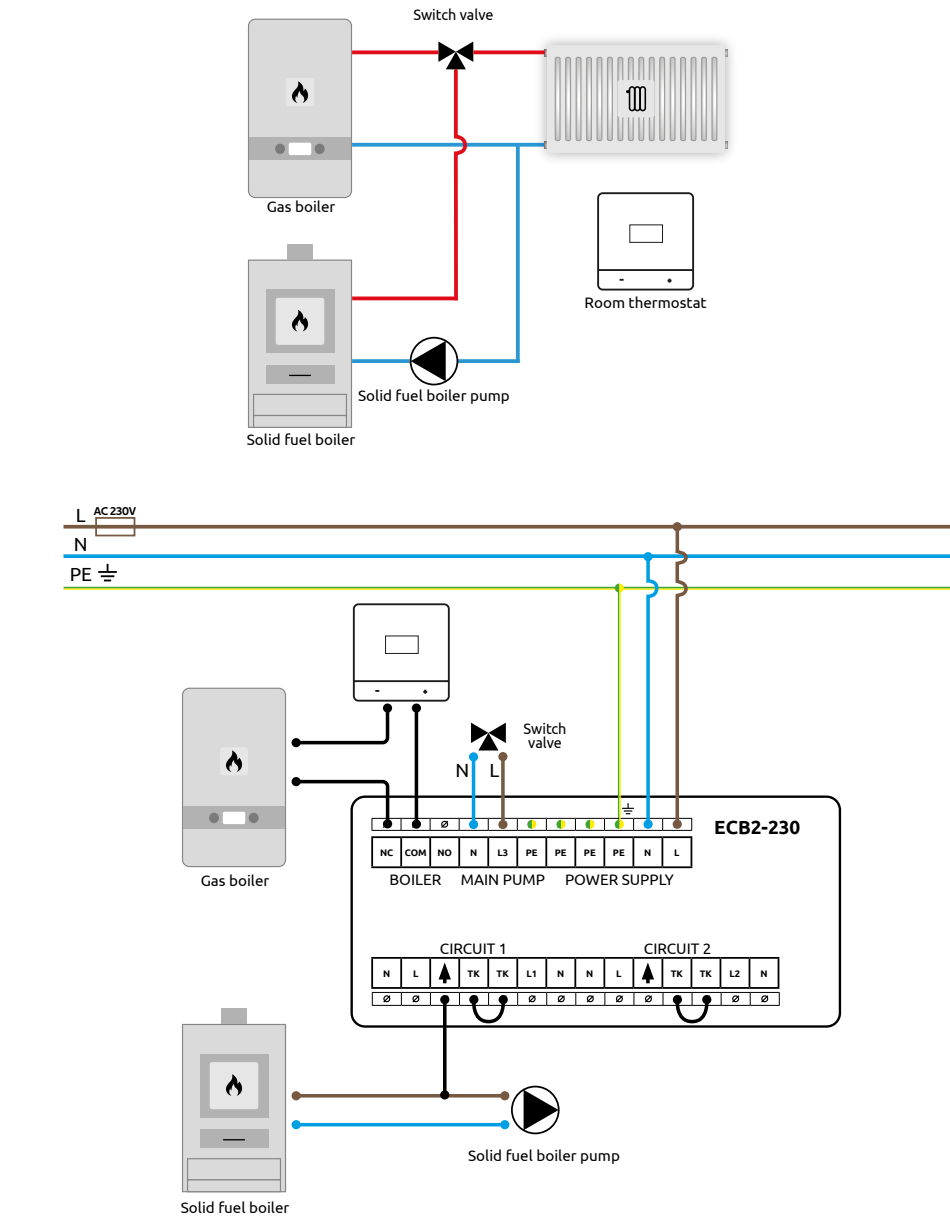 Switch valve
Gas boiler
Room thermostat
Solid fuel boiler pump
Solid fuel boiler
L AC 230V
N
PE
Switch
valve
N L
ECB2-230
NC COM NO N L3 PE PE PE PE N L
BOILER MAIN PUMP POWER SUPPLY
Gas boiler
CIRCUIT 1 CIRCUIT 2
N L TK TK L1 N N L TK TK L2 N
Solid fuel boiler pump
Solid fuel boiler